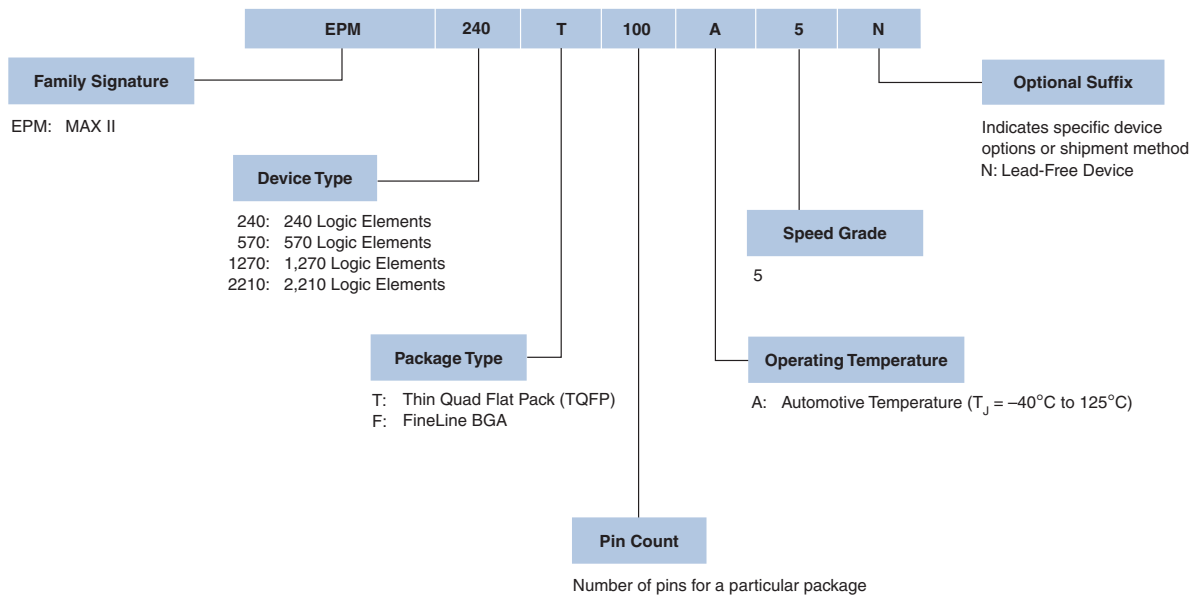 EPM 240 T 100 A 5 N
Family Signature
EPM: MAX II
Optional Suffix
Indicates specific device
options or shipment method
N: Lead-Free Device
Device Type
240: 240 Logic Elements
570: 570 Logic Elements
1270: 1,270 Logic Elements
2210: 2,210 Logic Elements
Speed Grade
5
Package Type
T: Thin Quad Flat Pack (TQFP)
F: FineLine BGA
Operating Temperature
A: Automotive Temperature (TJ = –40°C to 125°C)
Pin Count
Number of pins for a particular package